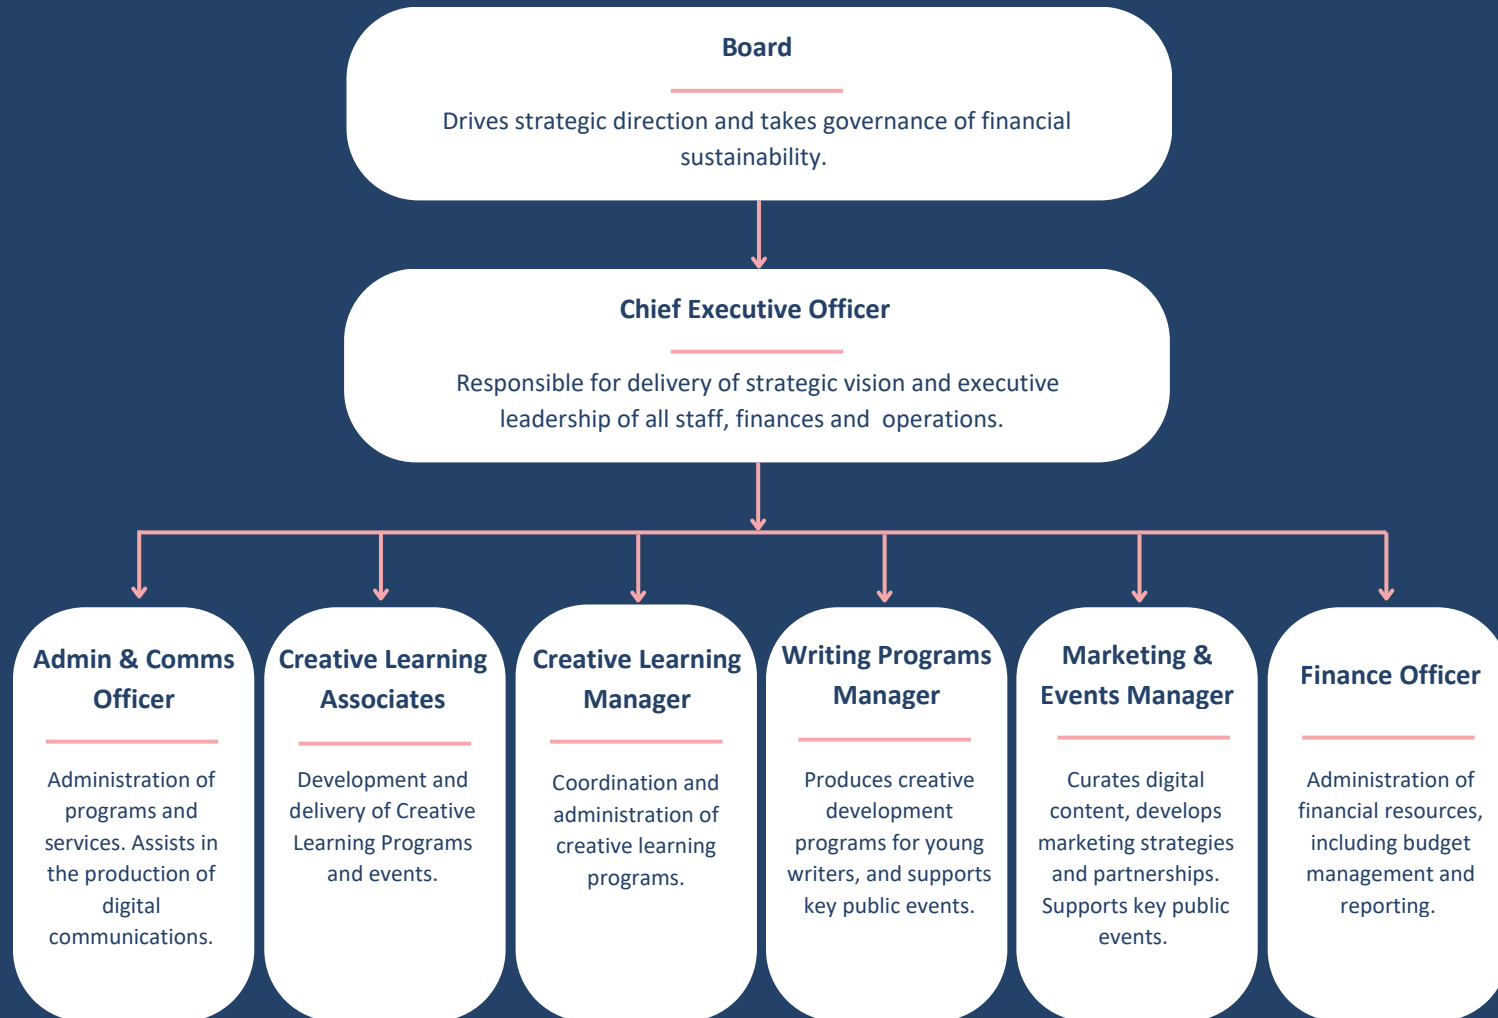 Board
Drives strategic direction and takes governance of financial
sustainability.
Chief Executive Officer
Responsible for delivery of strategic vision and executive
leadership of all staff, finances and operations.
Admin & Comms
Officer
Administration of
programs and
services. Assists in
the production of
digital
communications.
Creative Learning
Associates
Development and
delivery of Creative
Learning Programs
and events.
Creative Learning
Manager
Coordination and
administration of
creative learning
programs.
Writing Programs
Manager
Produces creative
development
programs for young
writers, and supports
key public events.
Marketing &
Events Manager
Curates digital
content, develops
marketing strategies
and partnerships.
Supports key public
events.
Finance Officer
Administration of
financial resources,
including budget
management and
reporting.